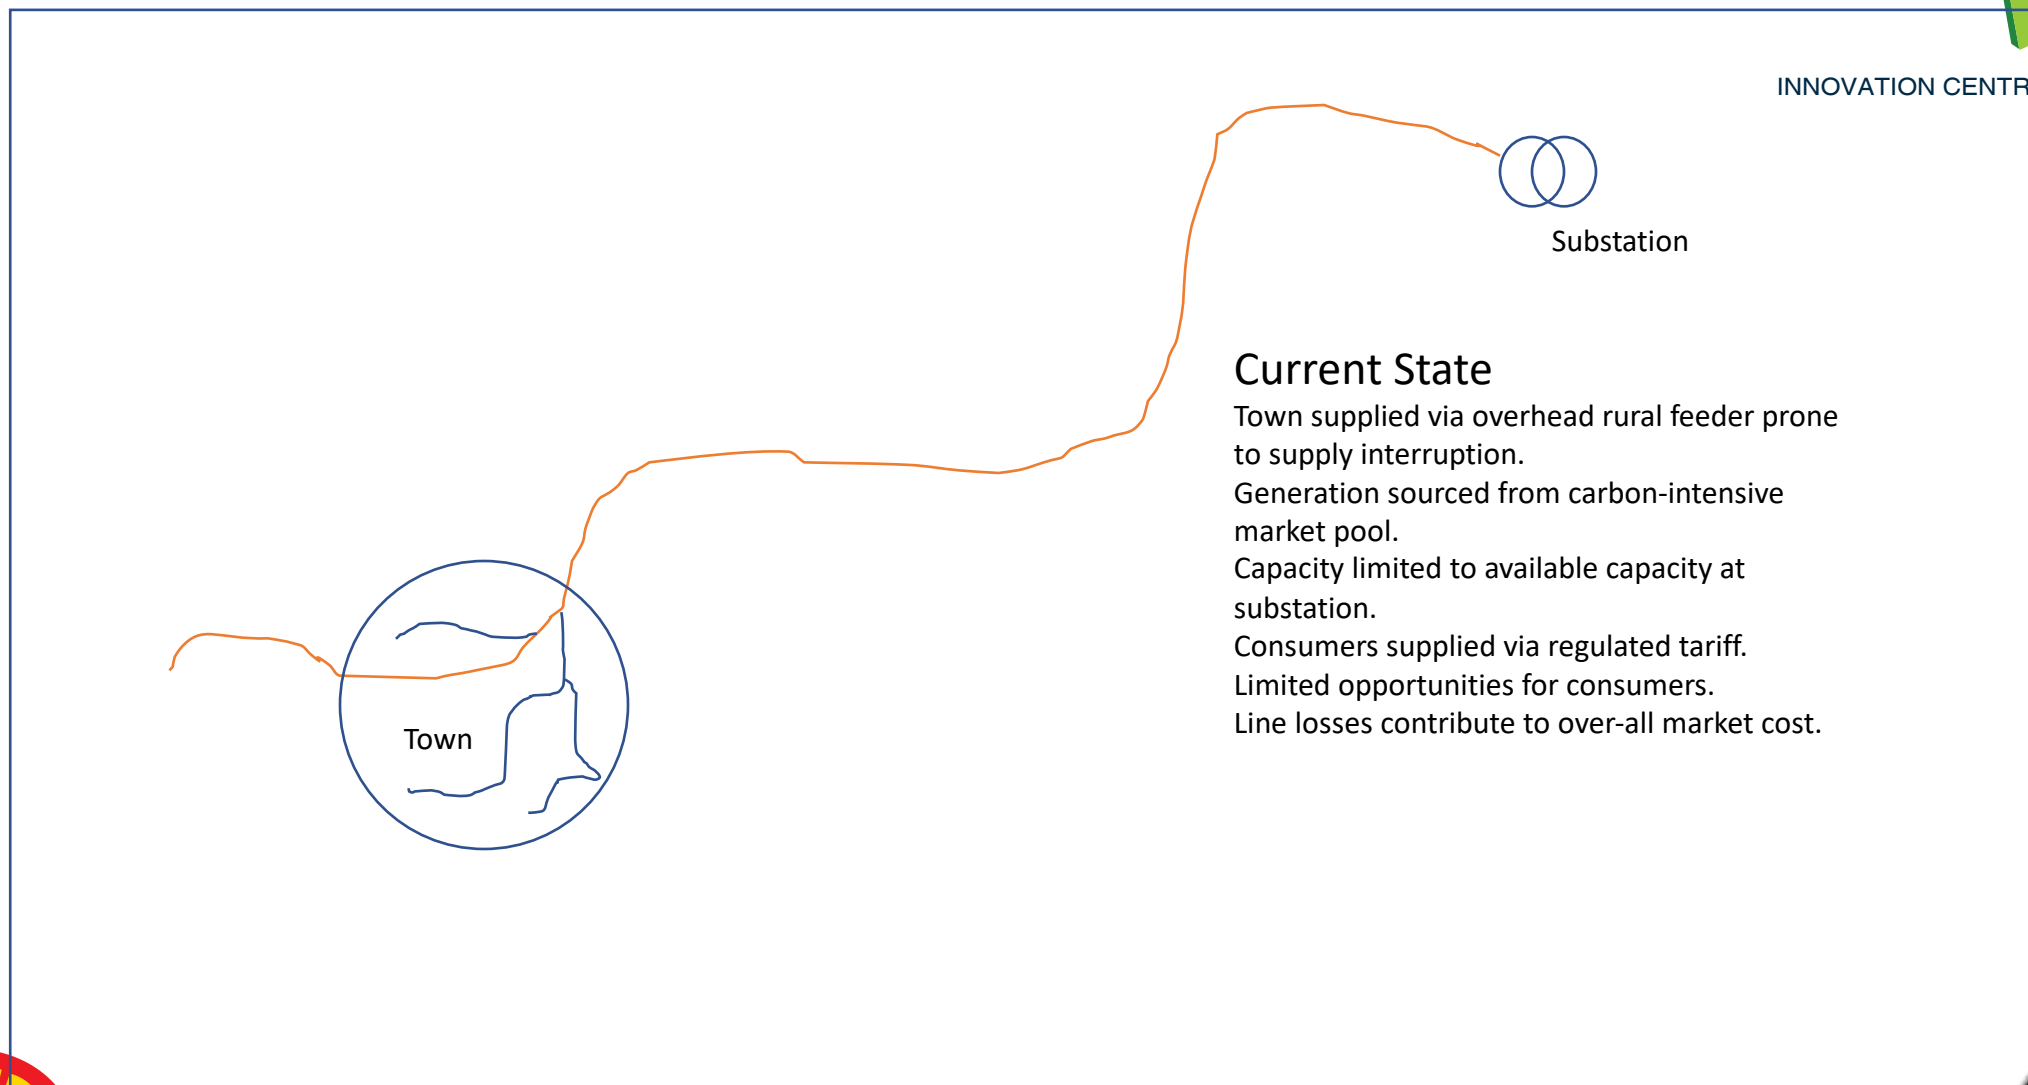 INNOVATION CENTR
Substation
Current State
Town supplied via overhead rural feeder prone
to supply interruption.
Generation sourced from carbon-intensive
market pool.
Capacity limited to available capacity at
substation.
Consumers supplied via regulated tariff.
Limited opportunities for consumers.
Line losses contribute to over-all market cost.
Town